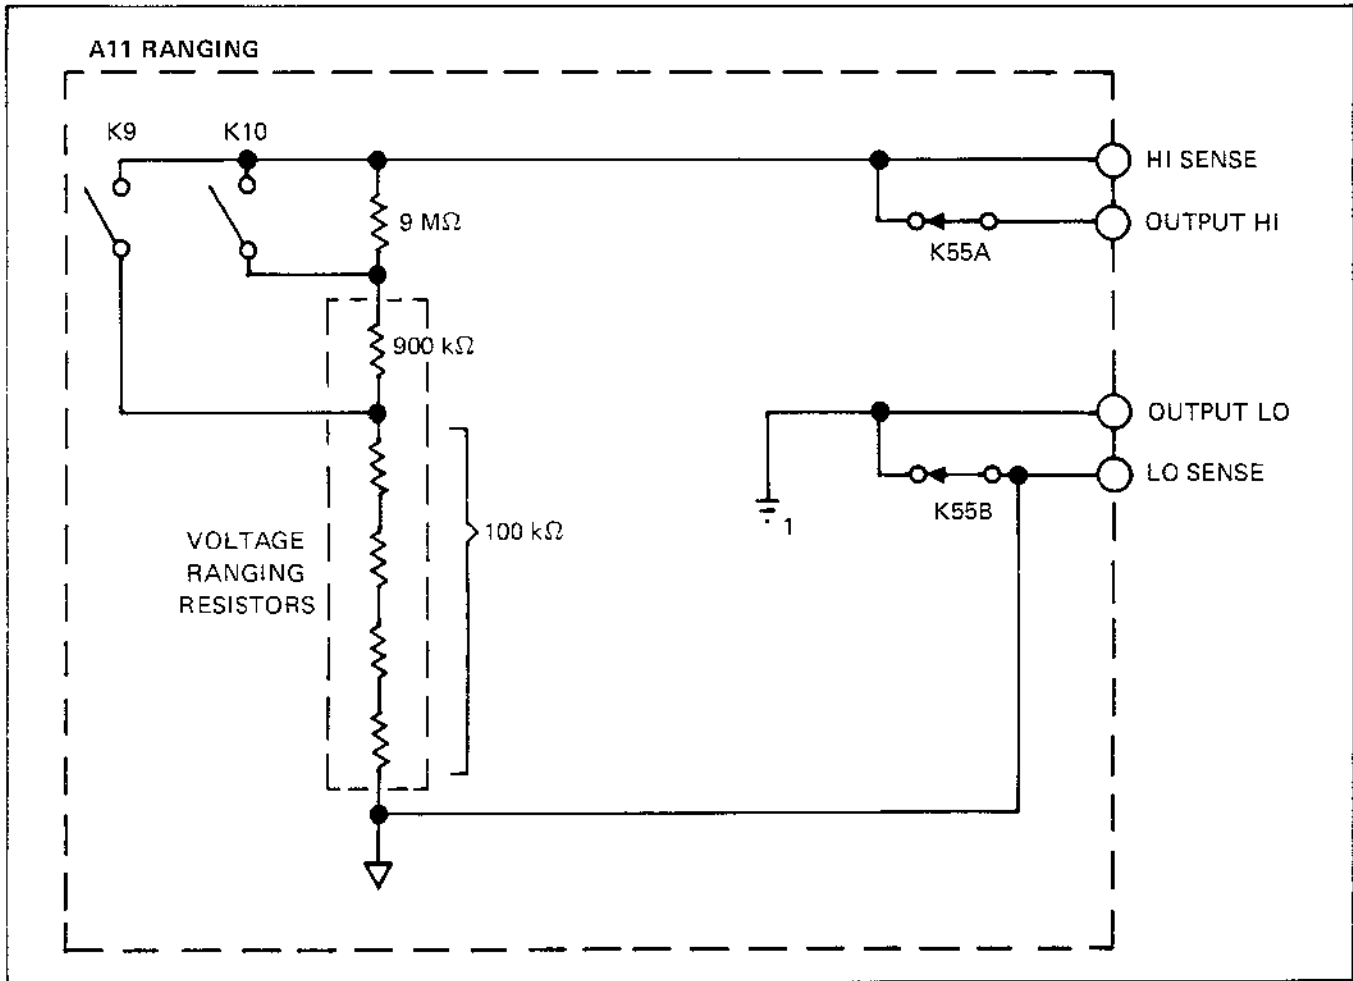 A11 RANGING
K9
K10
HI SENSE
9 MΩ
OUTPUT HI
K55A
900 kΩ
OUTPUT LO
LO SENSE
K55B
1
100 kΩ
VOLTAGE
RANGING
RESISTORS